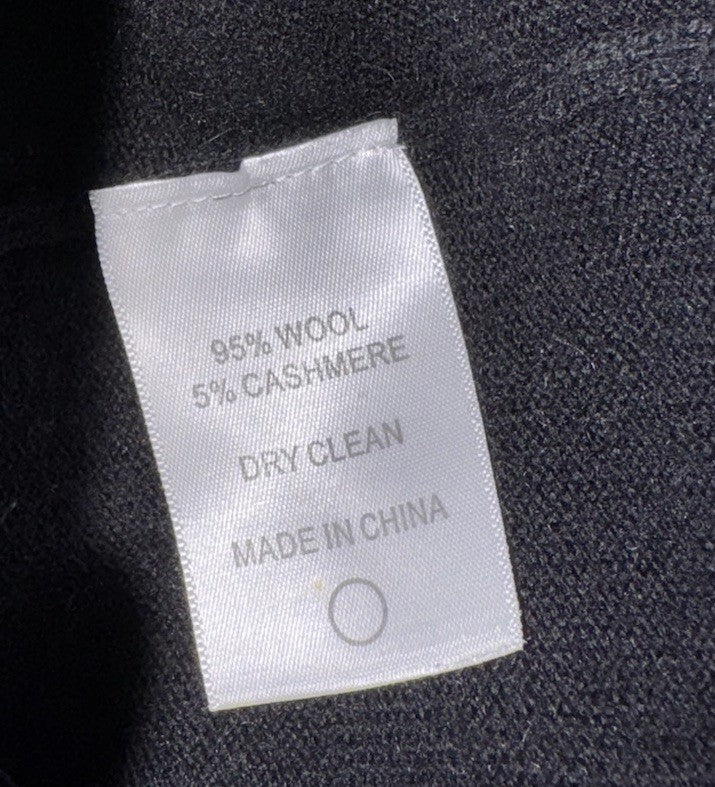 95% WOOL
5% CASHMERE
DRY CLEAN
MADE IN CHINA